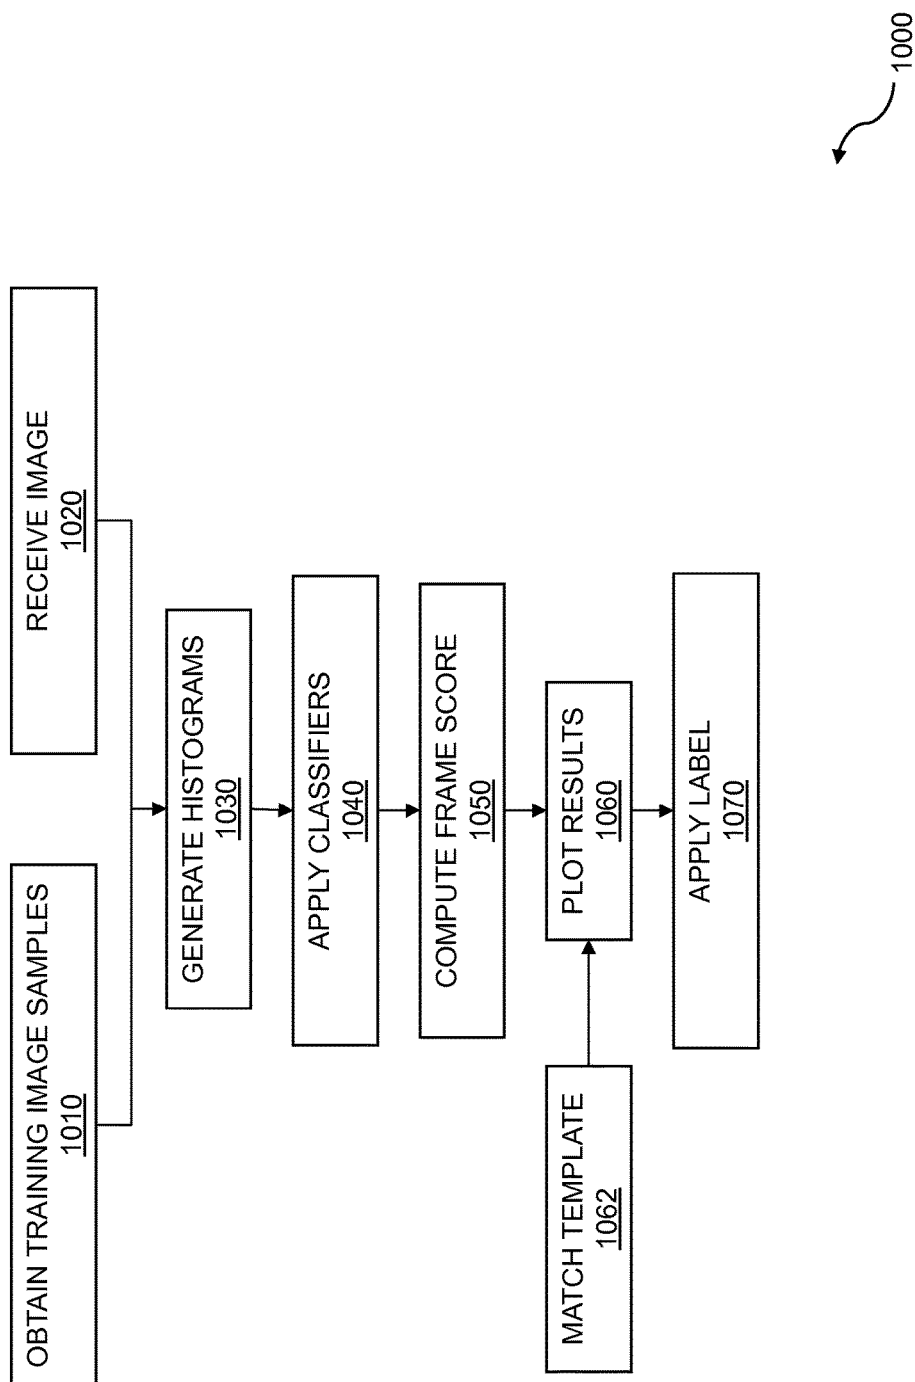 OBTAIN TRAINING IMAGE SAMPLES
1010
RECEIVE IMAGE
1020
GENERATE HISTOGRAMS
1030
APPLY CLASSIFIERS
1040
COMPUTE FRAME SCORE
1050
MATCH TEMPLATE
1062
PLOT RESULTS
1060
APPLY LABEL
1070
1000